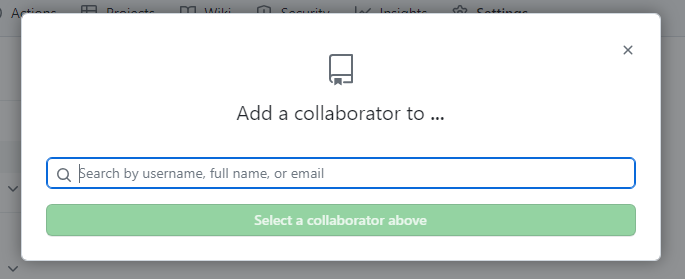 Actions Projects Wiki Security Insights Settings
Add a collaborator to ...
Search by username, full name, or email
Select a collaborator above